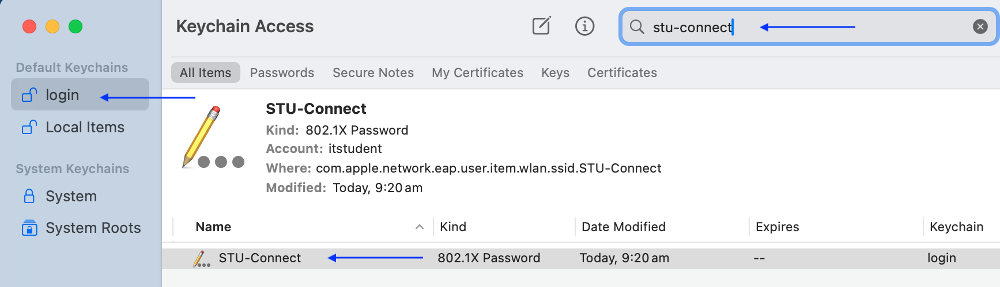 Keychain Access
stu-connect
Default Keychains
login
Local Items
System Keychains
System
System Roots
All Items Passwords Secure Notes My Certificates Keys Certificates
STU-Connect
Kind: 802.1X Password
Account: itstudent
Where: com.apple.network.eap.user.item.wlan.ssid.STU-Connect
Modified: Today, 9:20 am
Name Kind Date Modified Expires Keychain
STU-Connect 802.1X Password Today, 9:20 am -- login